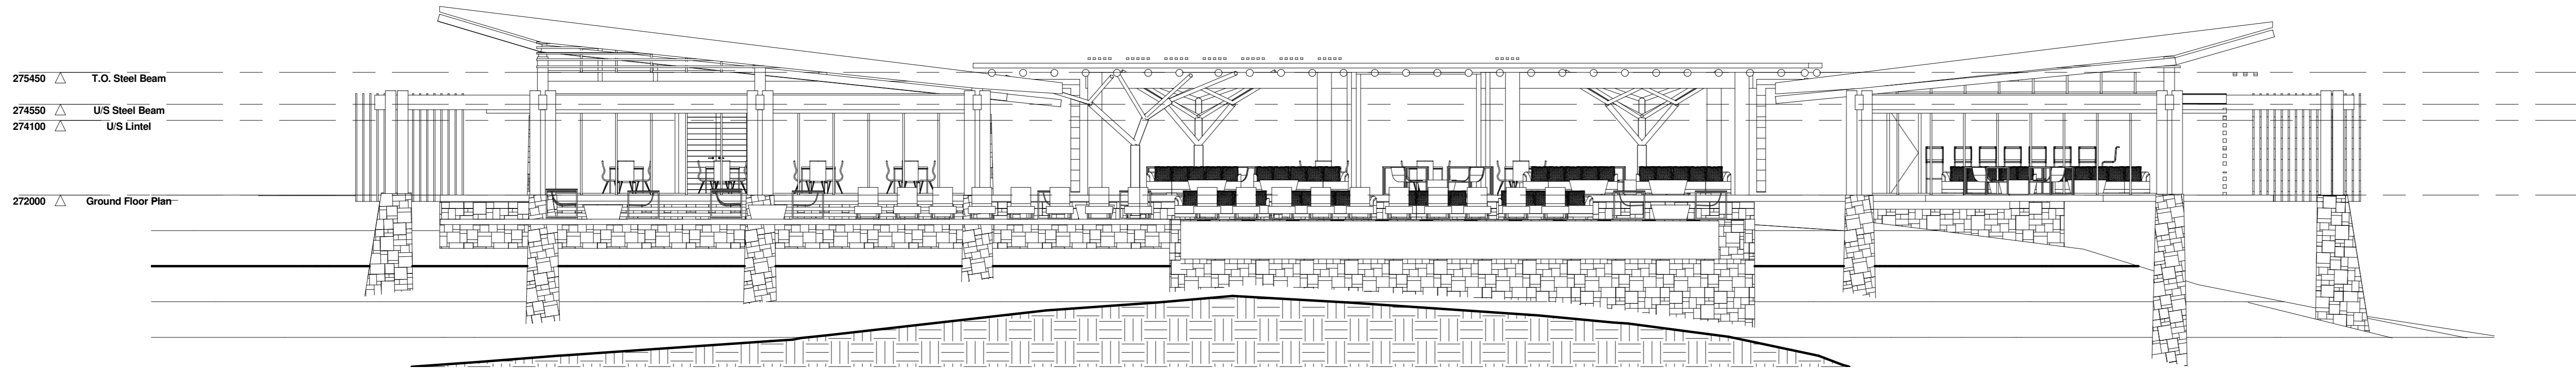 275450 T.O. Steel Beam
274550 U/S Steel Beam
274100 U/S Lintel
272000 Ground Floor Plan